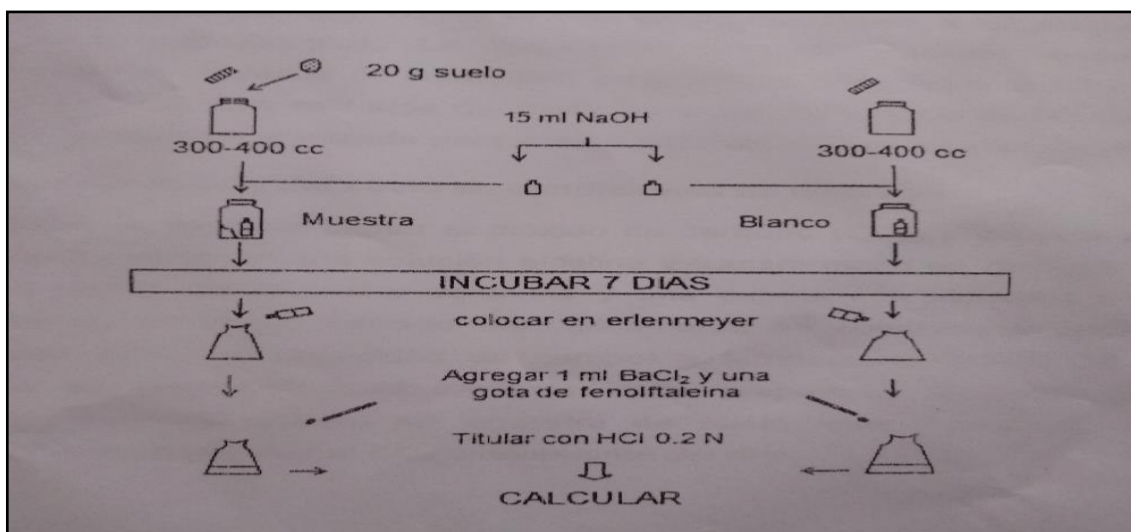 20 g suelo
15 ml NaOH
300-400 cc
300-400 cc
Muestra
Blanco
INCUBAR 7 DIAS
colocar en erlenmeyer
Agregar 1 ml BaCl₂ y una
gota de fenolftaleina
Titular con HCl 0.2 N
CALCULAR